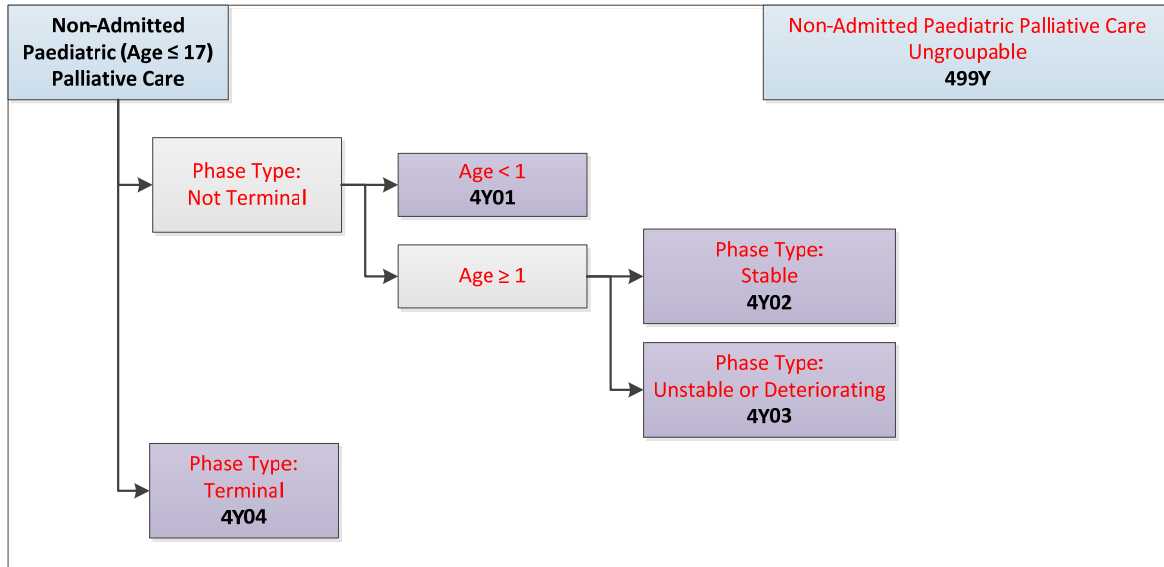 Non-Admitted
Paediatric (Age ≤ 17)
Palliative Care
Non-Admitted Paediatric Palliative Care
Ungroupable
499Y
Phase Type:
Not Terminal
Age < 1
4Y01
Age ≥ 1
Phase Type:
Stable
4Y02
Phase Type:
Unstable or Deteriorating
4Y03
Phase Type:
Terminal
4Y04